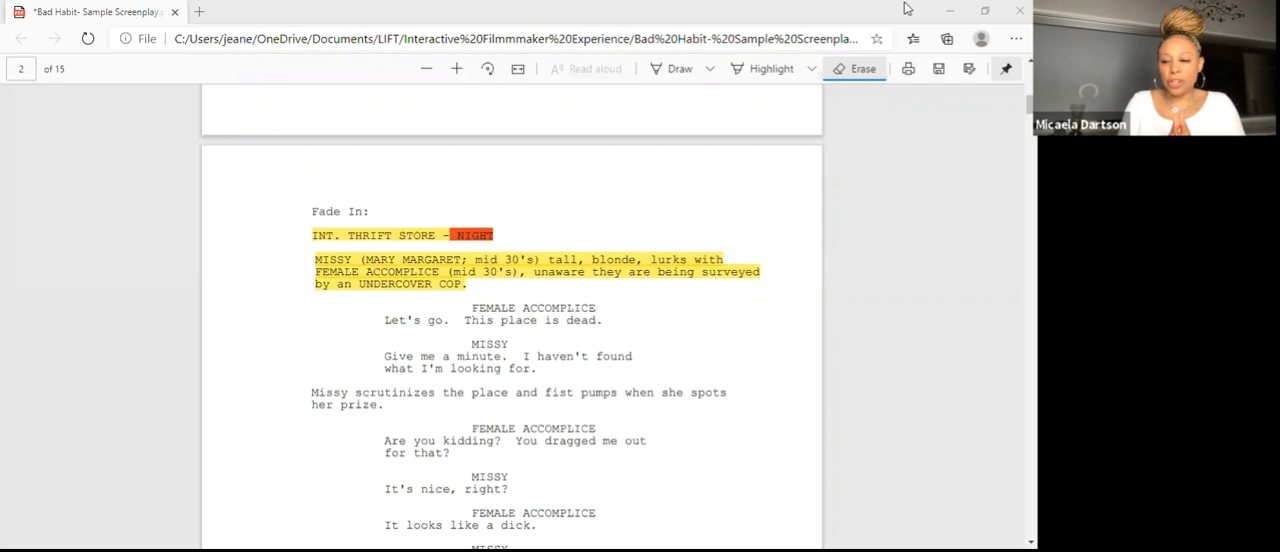 *Bad Habit- Sample Screenplay.p
File C:/Users/jeane/OneDrive/Documents/LIFT/Interactive%20Filmmmaker%20Experience/Bad%20Habit-%20Sample%20Screenpla...
2 of 15 Read aloud Draw Highlight Erase
Micaela Dartson
Fade In:
INT. THRIFT STORE - NIGHT
MISSY (MARY MARGARET; mid 30's) tall, blonde, lurks with
FEMALE ACCOMPLICE (mid 30's), unaware they are being surveyed
by an UNDERCOVER COP.
FEMALE ACCOMPLICE
Let's go. This place is dead.
MISSY
Give me a minute. I haven't found
what I'm looking for.
Missy scrutinizes the place and fist pumps when she spots
her prize.
FEMALE ACCOMPLICE
Are you kidding? You dragged me out
for that?
MISSY
It's nice, right?
FEMALE ACCOMPLICE
It looks like a dick.
MISSY